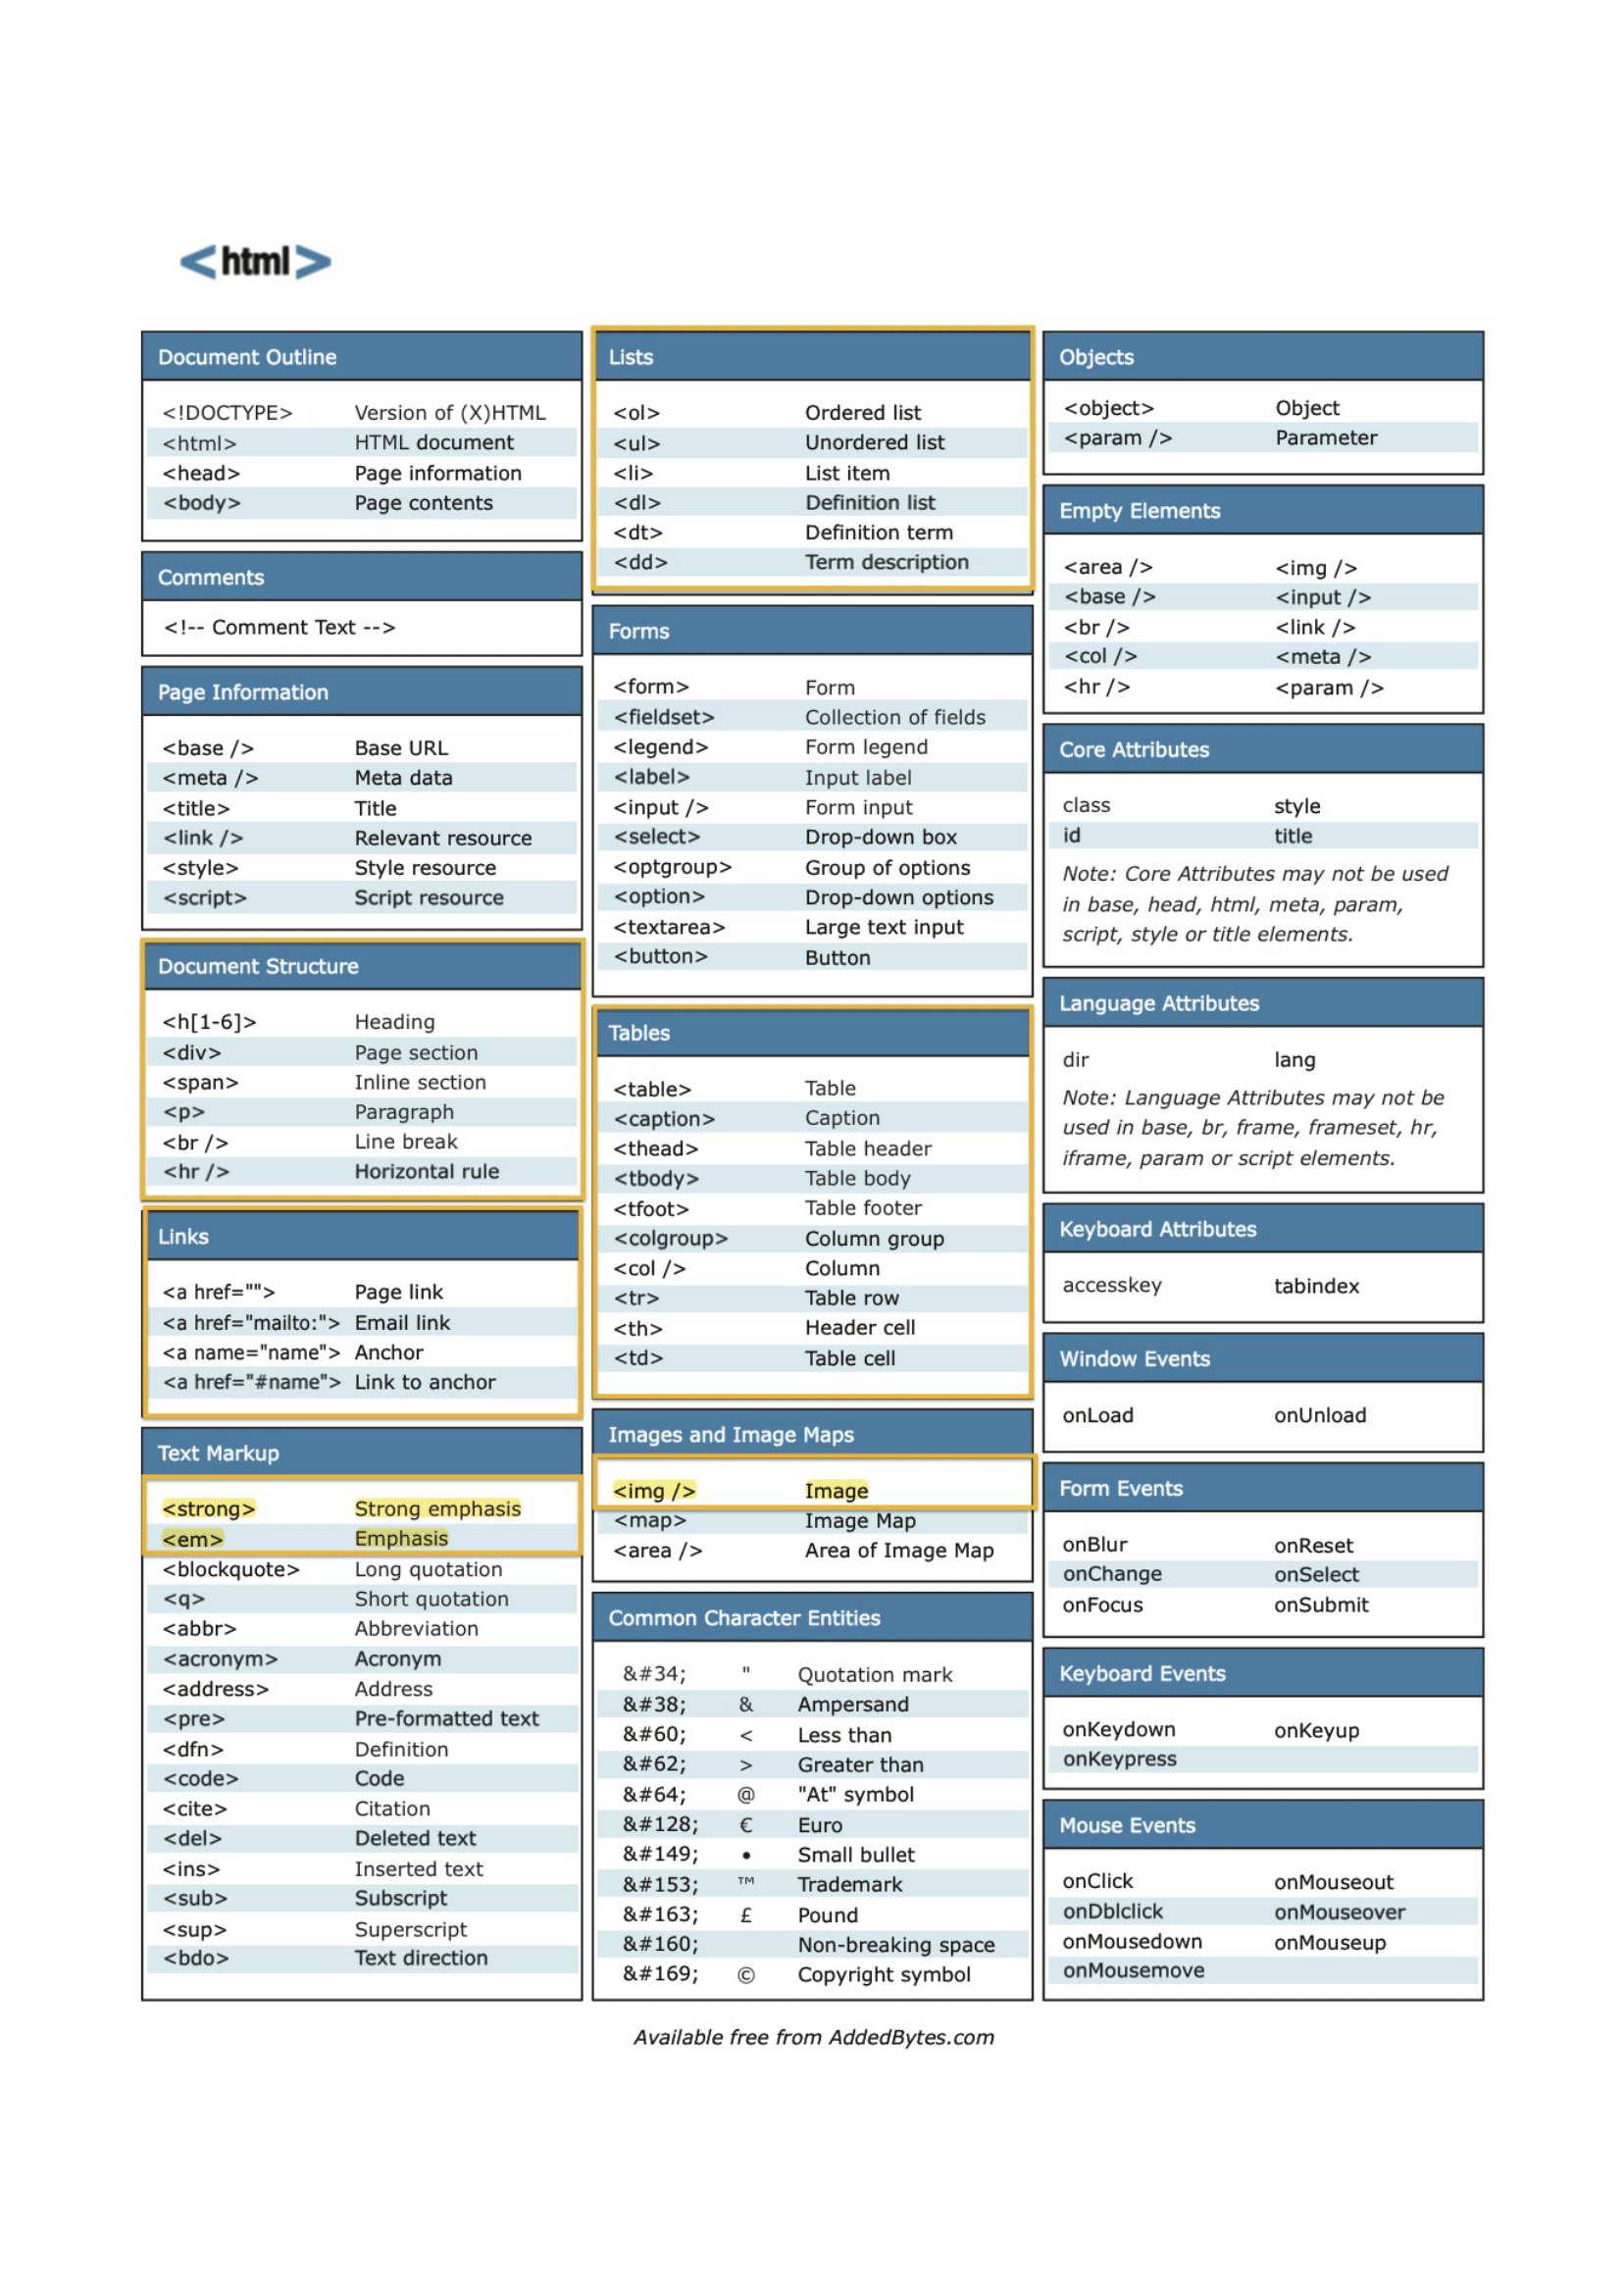 <html>
Document Outline
<!DOCTYPE> Version of (X)HTML
<html> HTML document
<head> Page information
<body> Page contents
Comments
<!-- Comment Text -->
Page Information
<base /> Base URL
<meta /> Meta data
<title> Title
<link /> Relevant resource
<style> Style resource
<script> Script resource
Document Structure
<h[1-6]> Heading
<div> Page section
<span> Inline section
<p> Paragraph
<br /> Line break
<hr /> Horizontal rule
Links
<a href=""> Page link
<a href="mailto:"> Email link
<a name="name"> Anchor
<a href="#name"> Link to anchor
Text Markup
<strong> Strong emphasis
<em> Emphasis
<blockquote> Long quotation
<q> Short quotation
<abbr> Abbreviation
<acronym> Acronym
<address> Address
<pre> Pre-formatted text
<dfn> Definition
<code> Code
<cite> Citation
<del> Deleted text
<ins> Inserted text
<sub> Subscript
<sup> Superscript
<bdo> Text direction
Lists
<ol> Ordered list
<ul> Unordered list
<li> List item
<dl> Definition list
<dt> Definition term
<dd> Term description
Forms
<form> Form
<fieldset> Collection of fields
<legend> Form legend
<label> Input label
<input /> Form input
<select> Drop-down box
<optgroup> Group of options
<option> Drop-down options
<textarea> Large text input
<button> Button
Tables
<table> Table
<caption> Caption
<thead> Table header
<tbody> Table body
<tfoot> Table footer
<colgroup> Column group
<col /> Column
<tr> Table row
<th> Header cell
<td> Table cell
Images and Image Maps
<img /> Image
<map> Image Map
<area /> Area of Image Map
Common Character Entities
&#34; " Quotation mark
&#38; & Ampersand
&#60; < Less than
&#62; > Greater than
&#64; @ "At" symbol
&#128; € Euro
&#149; • Small bullet
&#153; ™ Trademark
&#163; £ Pound
&#160; Non-breaking space
&#169; © Copyright symbol
Objects
<object> Object
<param /> Parameter
Empty Elements
<area /> <img />
<base /> <input />
<br /> <link />
<col /> <meta />
<hr /> <param />
Core Attributes
class style
id title
Note: Core Attributes may not be used
in base, head, html, meta, param,
script, style or title elements.
Language Attributes
dir lang
Note: Language Attributes may not be
used in base, br, frame, frameset, hr,
iframe, param or script elements.
Keyboard Attributes
accesskey tabindex
Window Events
onLoad onUnload
Form Events
onBlur onReset
onChange onSelect
onFocus onSubmit
Keyboard Events
onKeydown onKeyup
onKeypress
Mouse Events
onClick onMouseout
onDblclick onMouseover
onMousedown onMouseup
onMousemove
Available free from AddedBytes.com